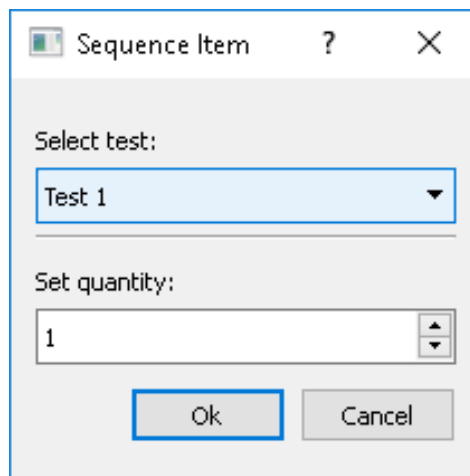 Sequence Item ?
Select test:
Test 1
Set quantity:
1
Ok Cancel